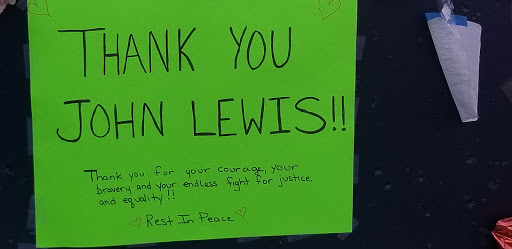 THANK YOU
JOHN LEWIS!!
Thank you for your courage, your
bravery and your endless fight for justice
and equality!!
Rest In Peace